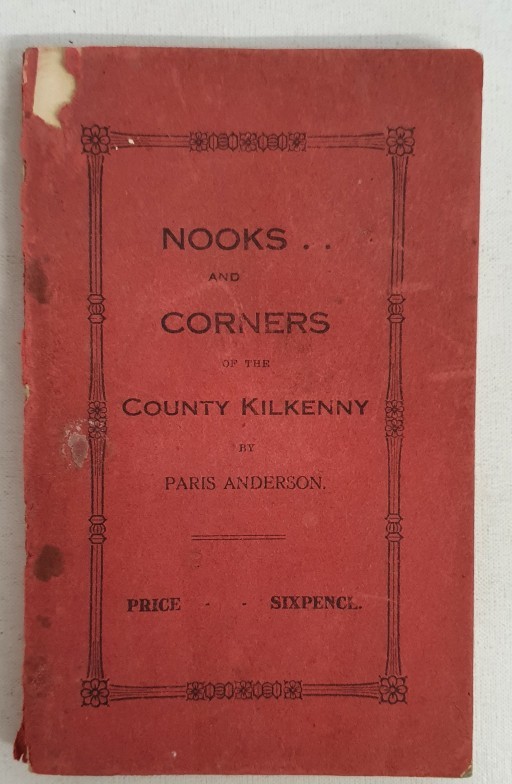 NOOKS . .
AND
CORNERS
OF THE
COUNTY KILKENNY
BY
PARIS ANDERSON.
PRICE - - SIXPENCE.